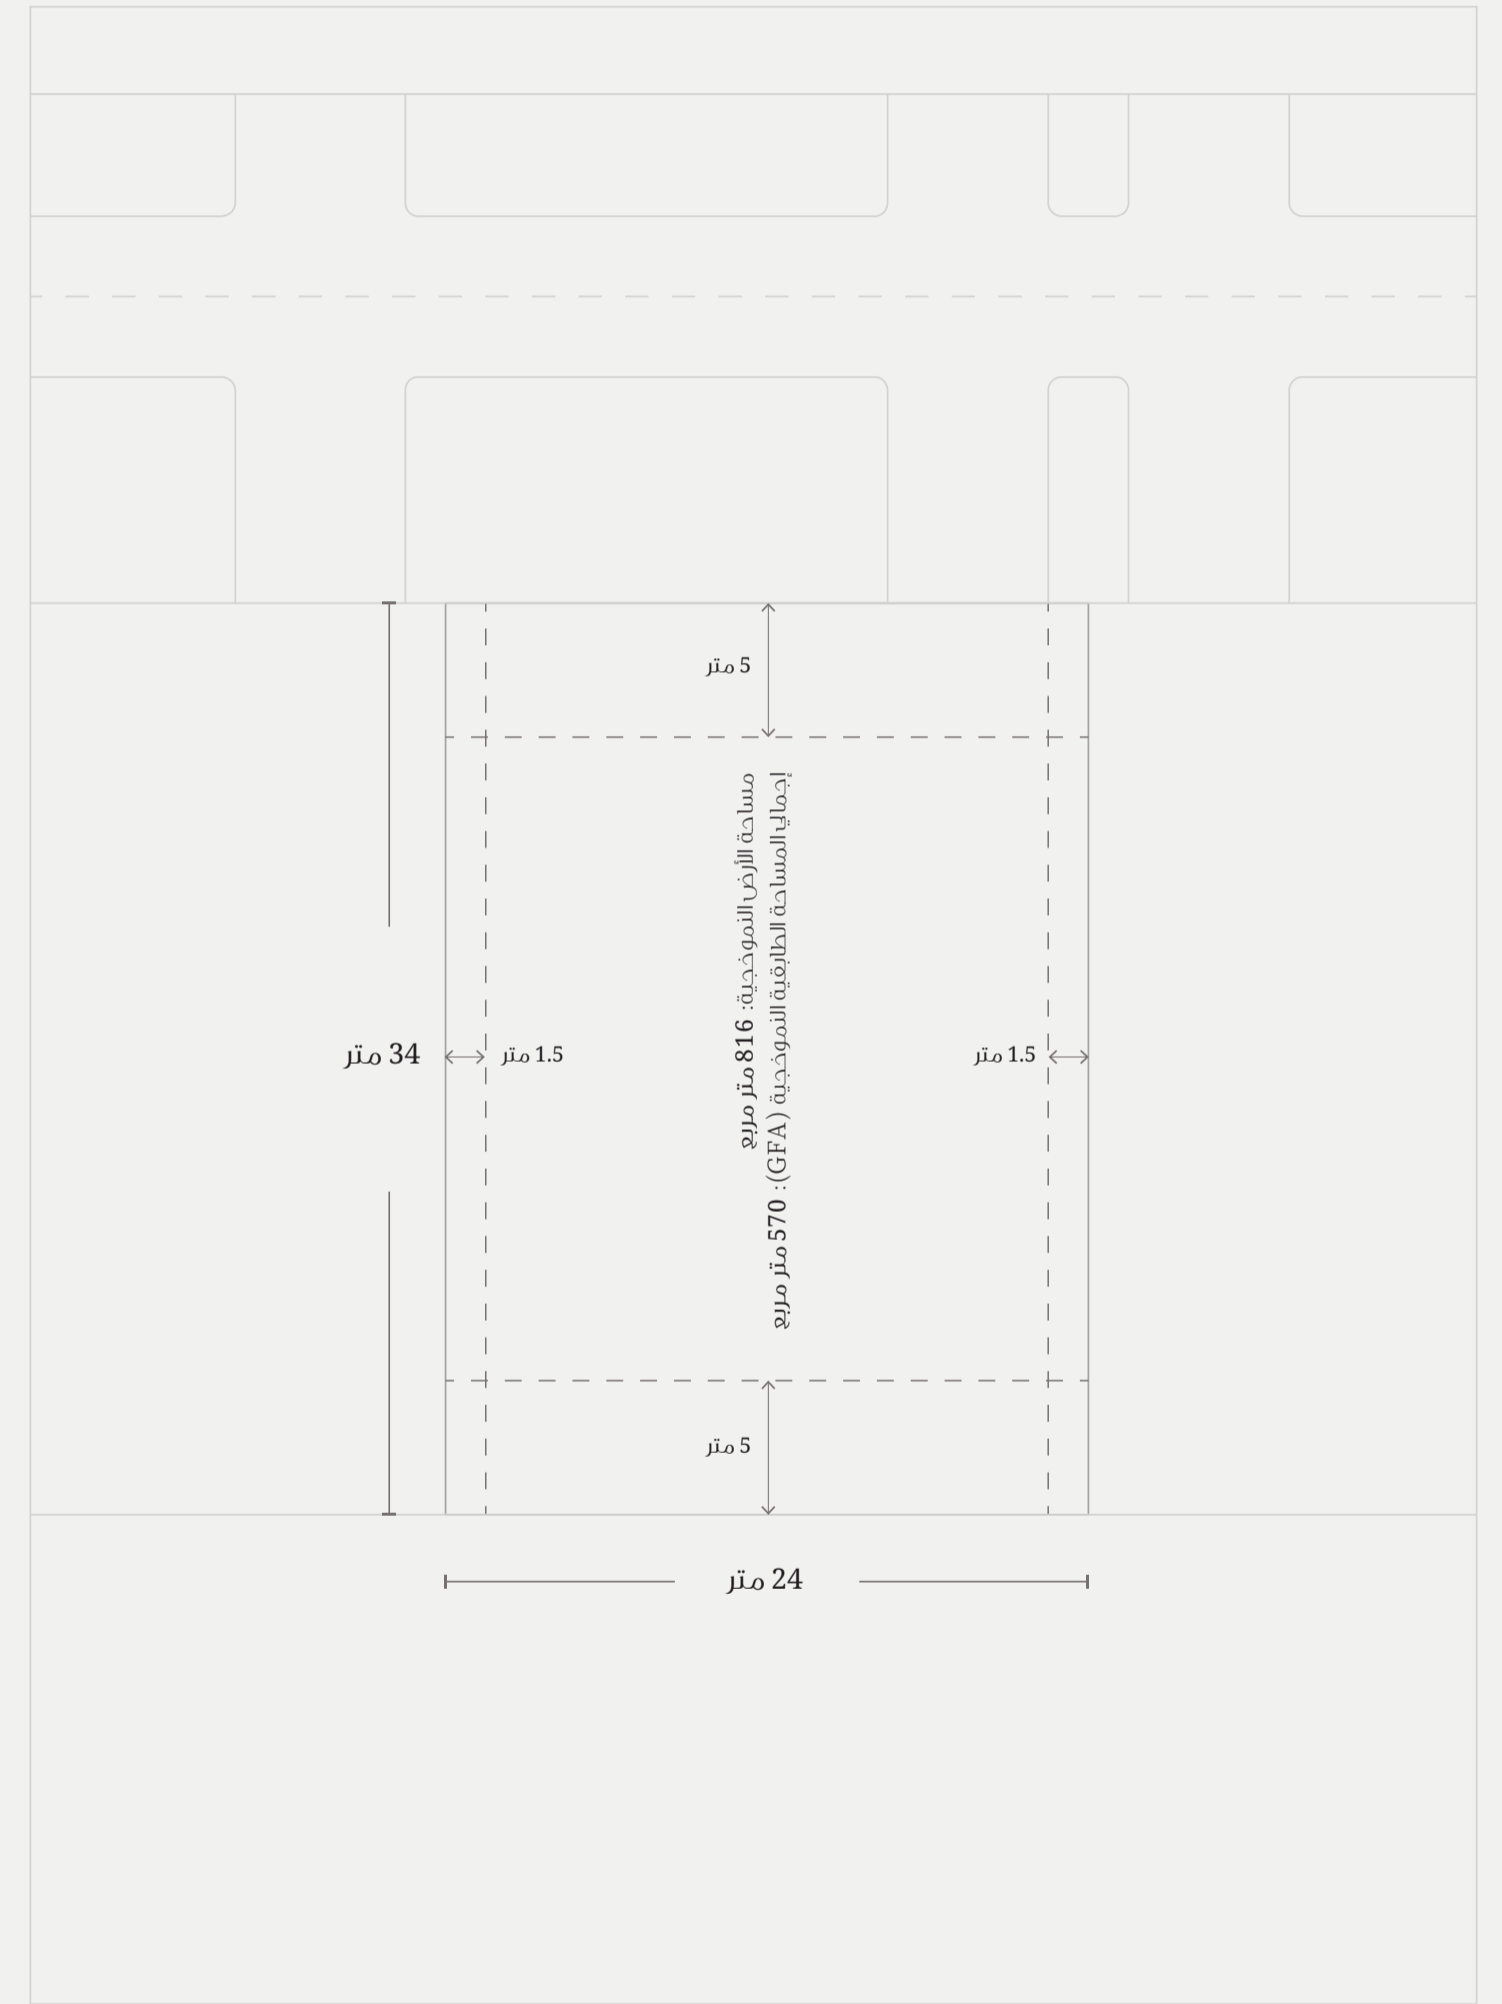 5 متر
إجمالي المساحة الطابقية النموذجية (GFA): 570 متر مربع
مساحة الأرض النموذجية: 816 متر مربع
34 متر
1.5 متر
1.5 متر
5 متر
24 متر